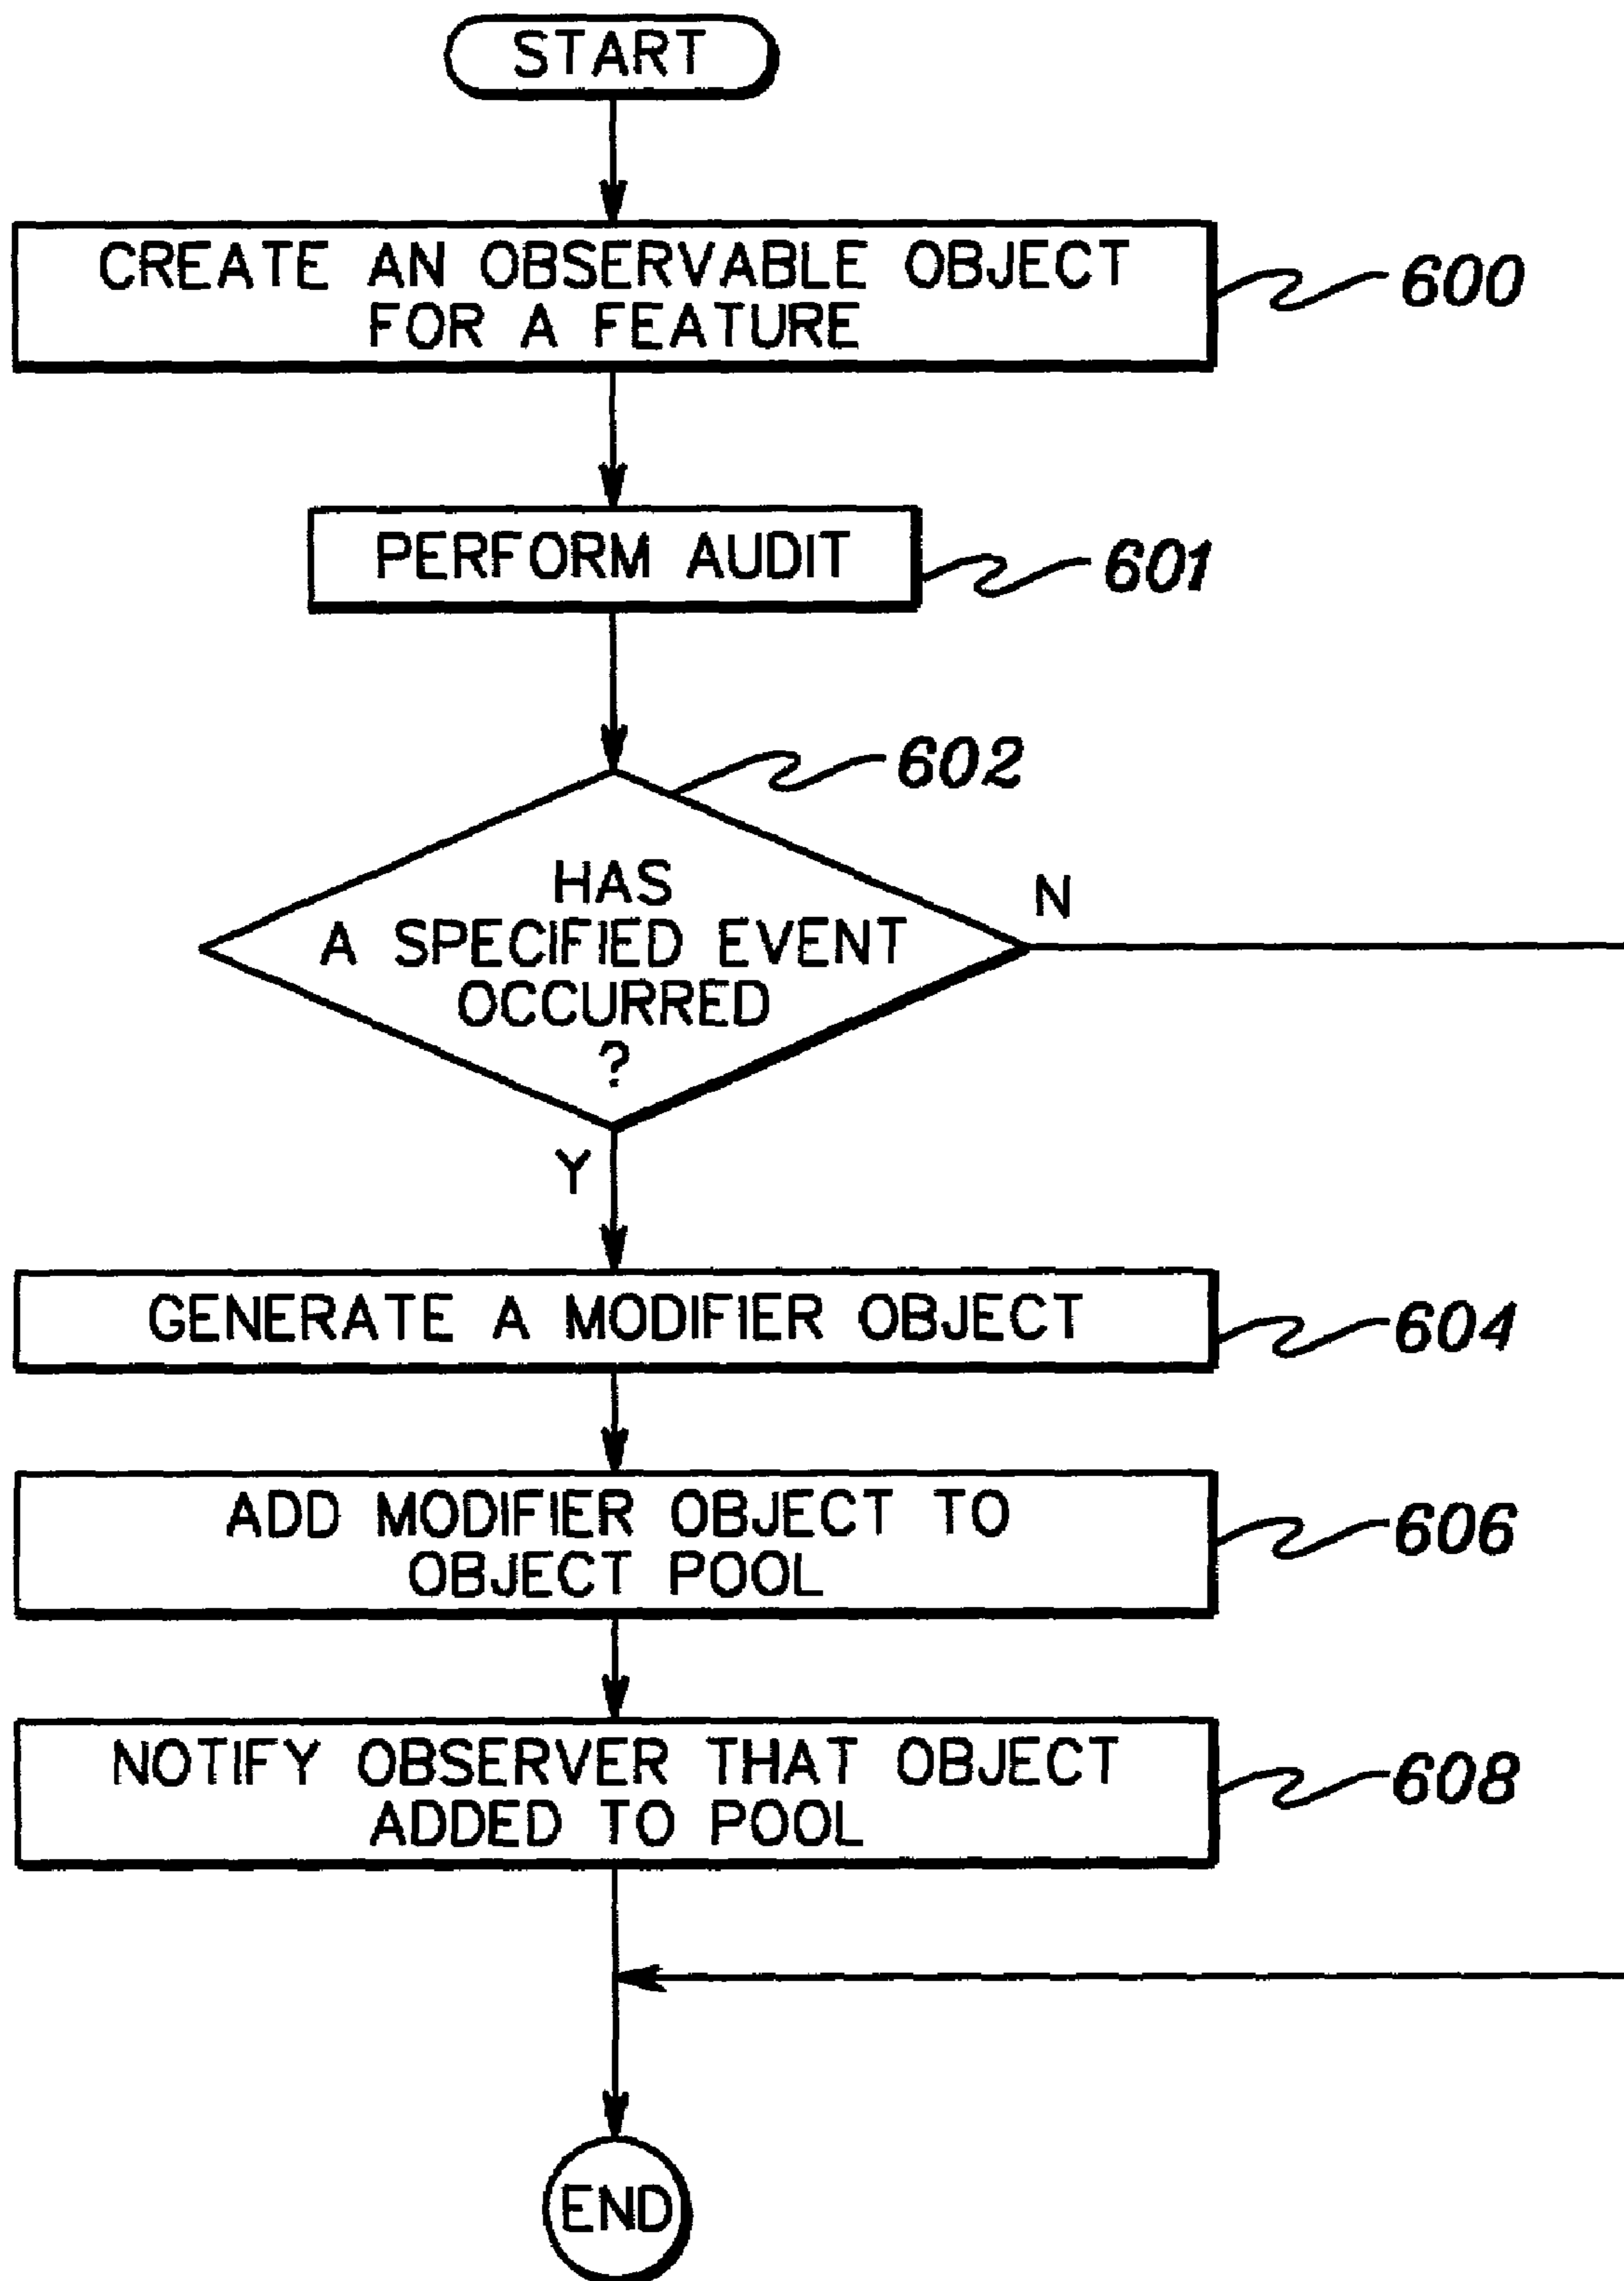 START
CREATE AN OBSERVABLE OBJECT
FOR A FEATURE
600
PERFORM AUDIT
601
602
HAS
A SPECIFIED EVENT
OCCURRED
?
N
Y
GENERATE A MODIFIER OBJECT
604
ADD MODIFIER OBJECT TO
OBJECT POOL
606
NOTIFY OBSERVER THAT OBJECT
ADDED TO POOL
608
END